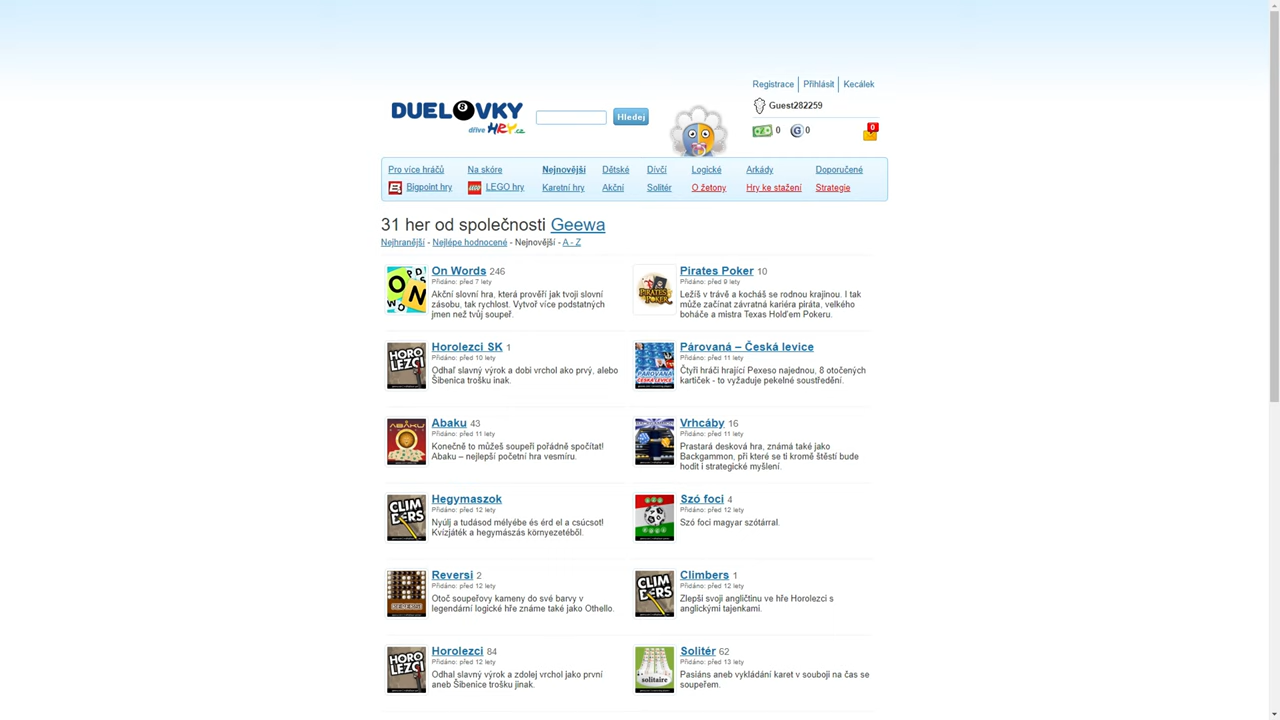 Registrace Přihlásit Kecálek
DUELOVKY
dříve HRY.cz
Hledej
Guest282259
0 0 0
Pro více hráčů Na skóre Nejnovější Dětské Dívčí Logické Arkády Doporučené
Bigpoint hry LEGO hry Karetní hry Akční Solitér O žetony Hry ke stažení Strategie
31 her od společnosti Geewa
Nejhranější - Nejlépe hodnocené - Nejnovější - A - Z
On Words 246
Přidáno: před 7 lety
Akční slovní hra, která prověří jak tvoji slovní
zásobu, tak rychlost. Vytvoř více podstatných
jmen než tvůj soupeř.
Pirates Poker 10
Přidáno: před 9 lety
Ležíš v trávě a kocháš se rodnou krajinou. I tak
může začínat závratná kariéra piráta, velkého
boháče a mistra Texas Hold'em Pokeru.
Horolezci SK 1
Přidáno: před 10 lety
Odhaľ slavný výrok a dobi vrchol ako prvý, alebo
Šibenica trošku inak.
Párovaná – Česká levice
Přidáno: před 11 lety
Čtyři hráči hrající Pexeso najednou, 8 otočených
kartiček - to vyžaduje pekelné soustředění.
Abaku 43
Přidáno: před 11 lety
Konečně to můžeš soupeři pořádně spočítat!
Abaku – nejlepší početní hra vesmíru.
Vrhcáby 16
Přidáno: před 11 lety
Prastará desková hra, známá také jako
Backgammon, při které se ti kromě štěstí bude
hodit i strategické myšlení.
Hegymaszok
Přidáno: před 12 lety
Nyúlj a tudásod mélyébe és érd el a csúcsot!
Kvízjáték a hegymászás környezetéből.
Szó foci 4
Přidáno: před 12 lety
Szó foci magyar szótárral.
Reversi 2
Přidáno: před 12 lety
Otoč soupeřovy kameny do své barvy v
legendární logické hře známe také jako Othello.
Climbers 1
Přidáno: před 12 lety
Zlepši svoji angličtinu ve hře Horolezci s
anglickými tajenkami.
Horolezci 84
Přidáno: před 12 lety
Odhal slavný výrok a zdolej vrchol jako první
aneb Šibenice trošku jinak.
Solitér 62
Přidáno: před 13 lety
Pasiáns aneb vykládání karet v souboji na čas se
soupeřem.